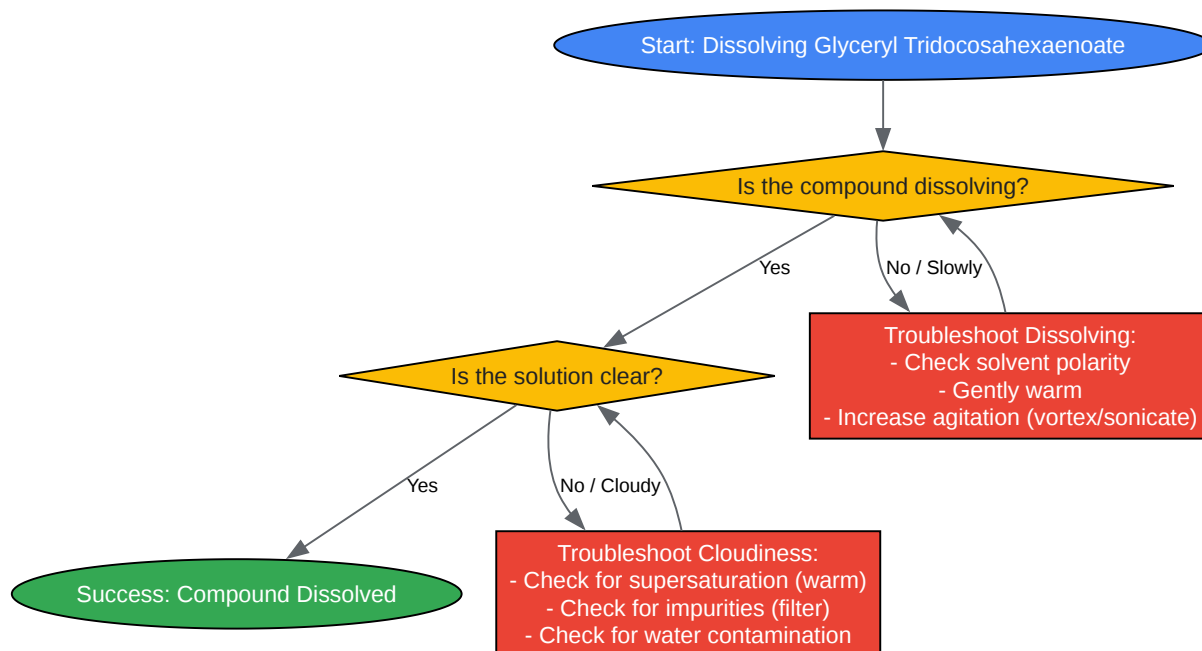 Start: Dissolving Glyceryl Tridocosahexaenoate
Is the compound dissolving?
Yes
No / Slowly
Troubleshoot Dissolving:
- Check solvent polarity
- Gently warm
- Increase agitation (vortex/sonicate)
Is the solution clear?
Yes
No / Cloudy
Troubleshoot Cloudiness:
- Check for supersaturation (warm)
- Check for impurities (filter)
- Check for water contamination
Success: Compound Dissolved